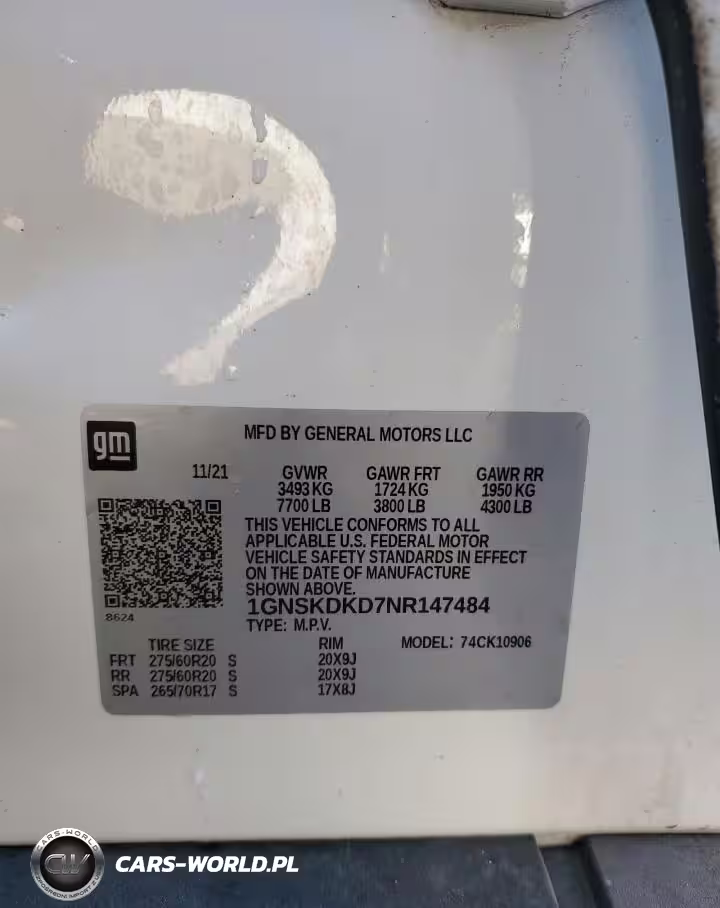 gm
MFD BY GENERAL MOTORS LLC
11/21 GVWR GAWR FRT GAWR RR
3493 KG 1724 KG 1950 KG
7700 LB 3800 LB 4300 LB
THIS VEHICLE CONFORMS TO ALL
APPLICABLE U.S. FEDERAL MOTOR
VEHICLE SAFETY STANDARDS IN EFFECT
ON THE DATE OF MANUFACTURE
SHOWN ABOVE.
1GNSKDKD7NR147484
8624
TYPE: M.P.V.
TIRE SIZE RIM MODEL: 74CK10906
FRT 275/60R20 S 20X9J
RR 275/60R20 S 20X9J
SPA 265/70R17 S 17X8J
CARS-WORLD
CW
CARS-WORLD.PL